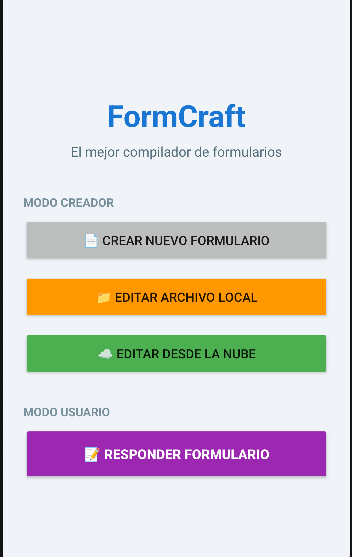 FormCraft
El mejor compilador de formularios
MODO CREADOR
📄 CREAR NUEVO FORMULARIO
📁 EDITAR ARCHIVO LOCAL
☁️ EDITAR DESDE LA NUBE
MODO USUARIO
📝 RESPONDER FORMULARIO